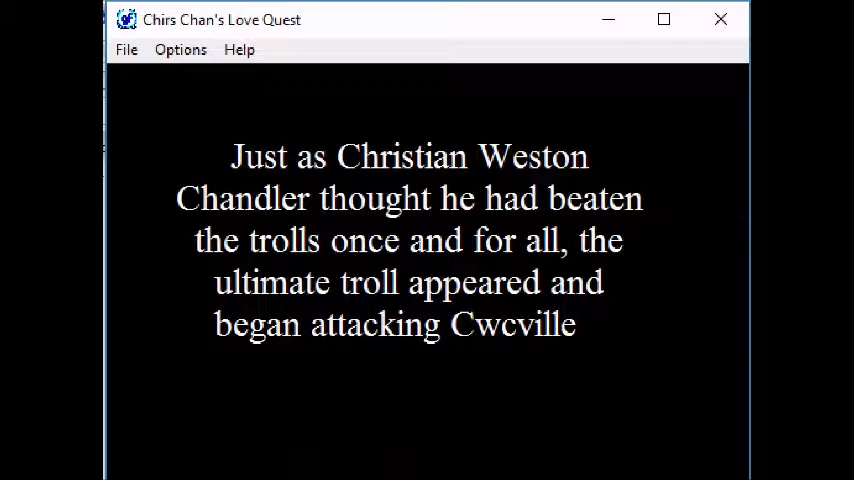 Chirs Chan's Love Quest
File Options Help
Just as Christian Weston
Chandler thought he had beaten
the trolls once and for all, the
ultimate troll appeared and
began attacking Cwcville